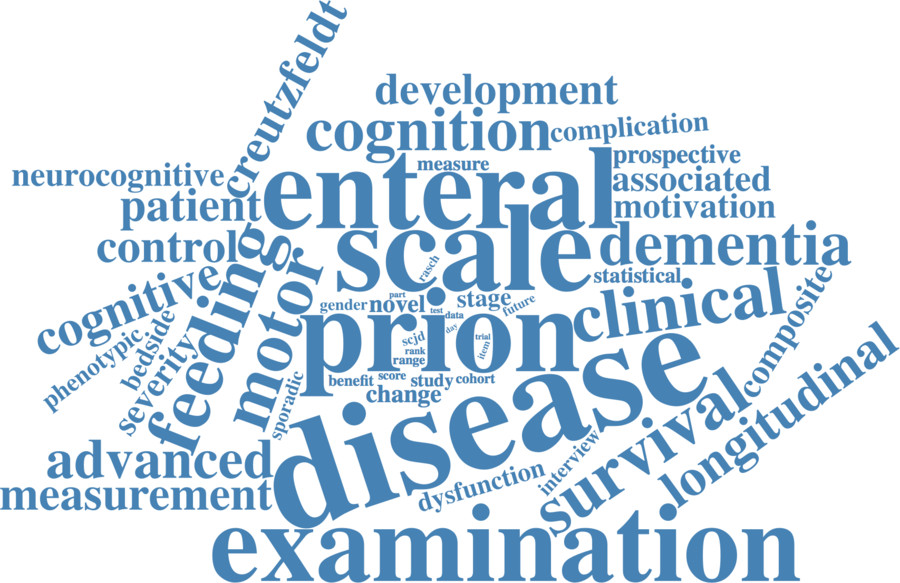 creutzfeldt
development
cognition
complication
measure
prospective
neurocognitive
enteral
associated
patient
motivation
control
scale
dementia
rasch
statistical
cognitive
feeding
motor
part
gender
novel
test
data
stage
future
clinical
composite
phenotypic
bedside
severity
prion
day
scjd
rank
range
trial
item
benefit
score
study
cohort
change
sporadic
disease
survival
longitudinal
advanced
measurement
dysfunction
interview
examination